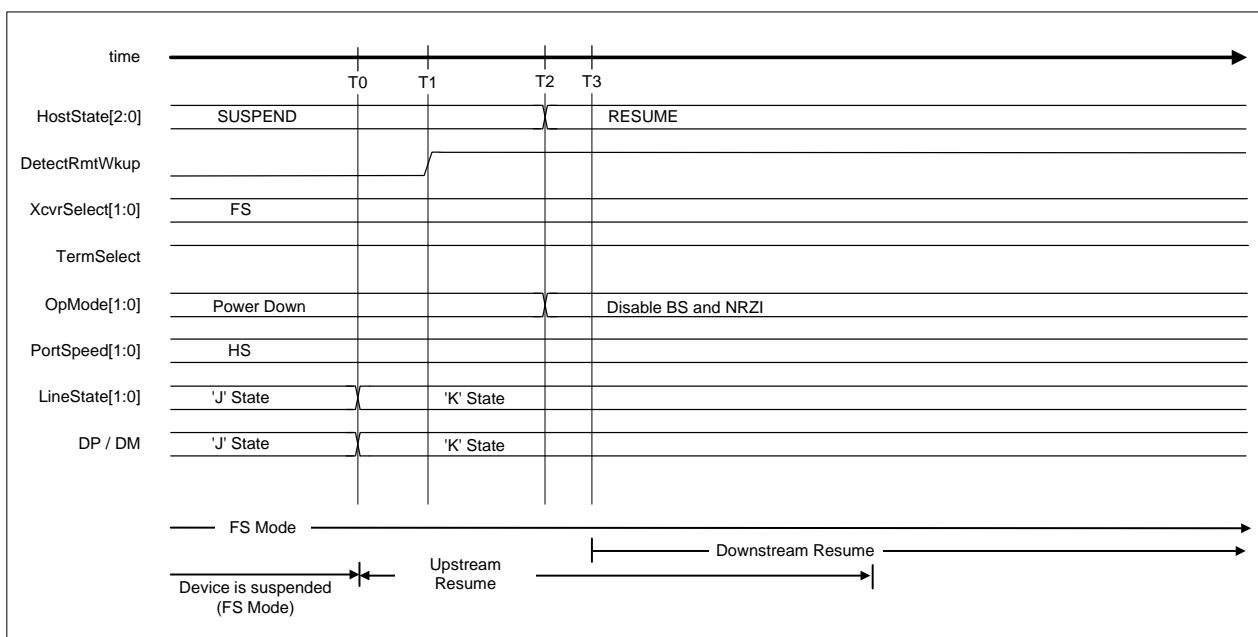 time
T0 T1 T2 T3
HostState[2:0] SUSPEND RESUME
DetectRmtWkup
XcvrSelect[1:0] FS
TermSelect
OpMode[1:0] Power Down Disable BS and NRZI
PortSpeed[1:0] HS
LineState[1:0] 'J' State 'K' State
DP / DM 'J' State 'K' State
FS Mode
Downstream Resume
Upstream
Resume
Device is suspended
(FS Mode)